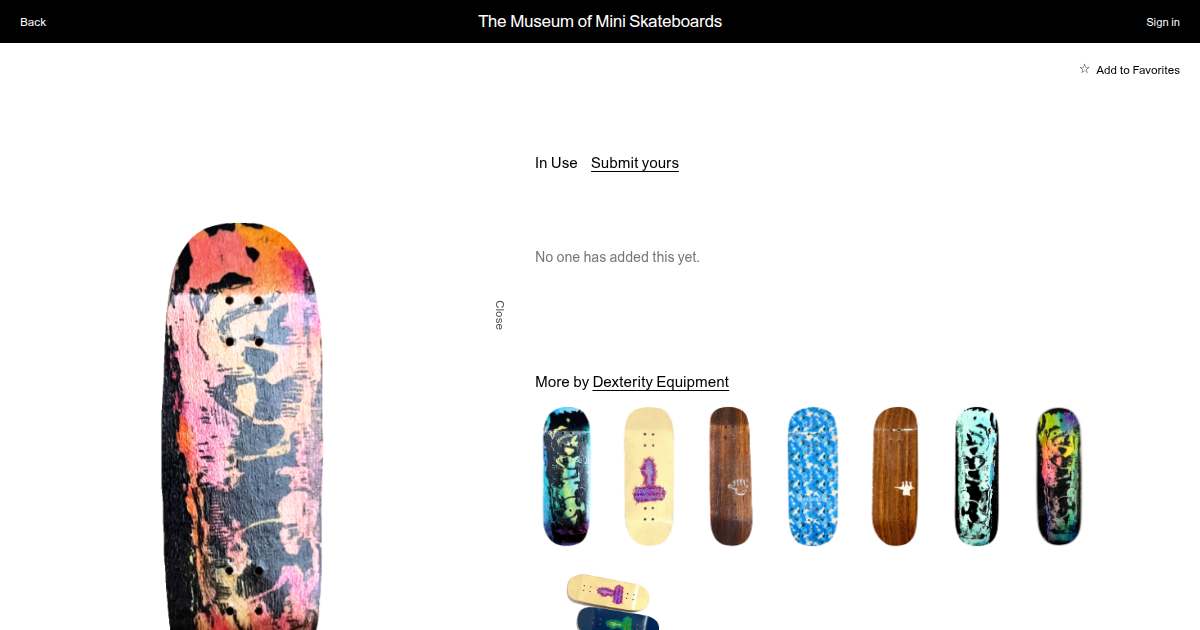 Back
The Museum of Mini Skateboards
Sign in
☆ Add to Favorites
In Use Submit yours
No one has added this yet.
Close
More by Dexterity Equipment